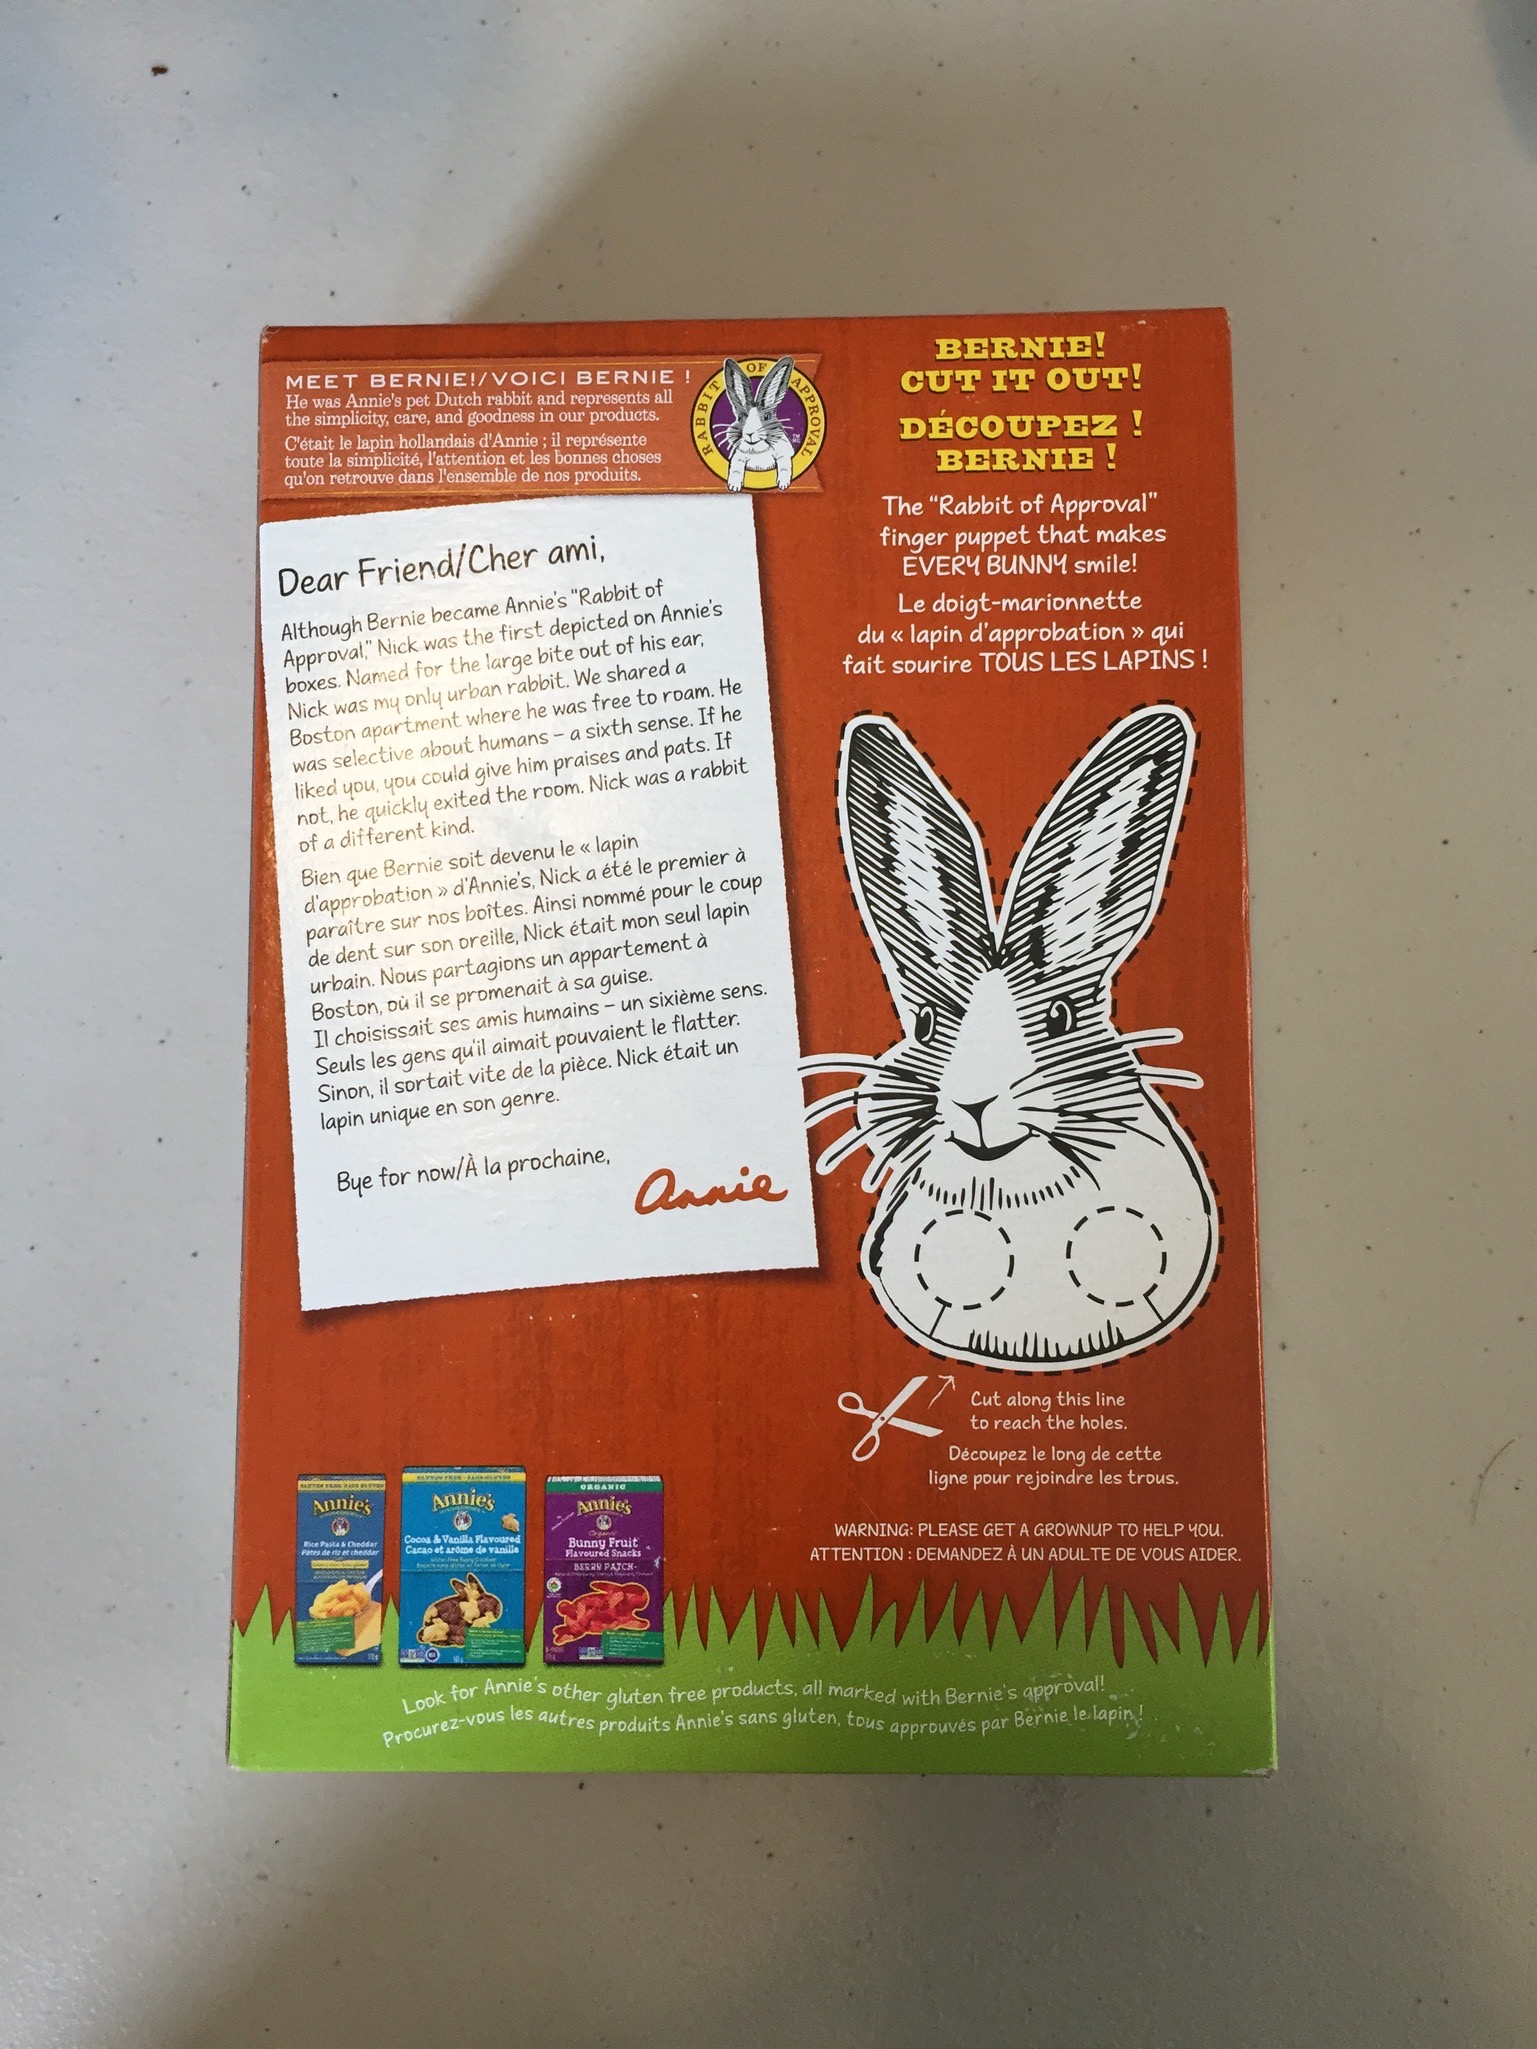 MEET BERNIE!/VOICI BERNIE !
He was Annie's pet Dutch rabbit and represents all
the simplicity, care, and goodness in our products.
C'était le lapin hollandais d'Annie ; il représente
toute la simplicité, l'attention et les bonnes choses
qu'on retrouve dans l'ensemble de nos produits.
RABBIT OF APPROVAL
Dear Friend/Cher ami,
Although Bernie became Annie's "Rabbit of
Approval," Nick was the first depicted on Annie's
boxes. Named for the large bite out of his ear,
Nick was my only urban rabbit. We shared a
Boston apartment where he was free to roam. He
was selective about humans – a sixth sense. If he
liked you, you could give him praises and pats. If
not, he quickly exited the room. Nick was a rabbit
of a different kind.
Bien que Bernie soit devenu le « lapin
d'approbation » d'Annie's, Nick a été le premier à
paraître sur nos boîtes. Ainsi nommé pour le coup
de dent sur son oreille, Nick était mon seul lapin
urbain. Nous partagions un appartement à
Boston, où il se promenait à sa guise.
Il choisissait ses amis humains – un sixième sens.
Seuls les gens qu'il aimait pouvaient le flatter.
Sinon, il sortait vite de la pièce. Nick était un
lapin unique en son genre.
Bye for now/À la prochaine,
Annie
BERNIE!
CUT IT OUT!
DÉCOUPEZ !
BERNIE !
The "Rabbit of Approval"
finger puppet that makes
EVERY BUNNY smile!
Le doigt-marionnette
du « lapin d'approbation » qui
fait sourire TOUS LES LAPINS !
Cut along this line
to reach the holes.
Découpez le long de cette
ligne pour rejoindre les trous.
WARNING: PLEASE GET A GROWNUP TO HELP YOU.
ATTENTION : DEMANDEZ À UN ADULTE DE VOUS AIDER.
GLUTEN FREE · SANS GLUTEN
Annie's
Rice Pasta & Cheddar
Pâtes de riz et cheddar
GLUTEN FREE · SANS GLUTEN
Annie's
Cocoa & Vanilla Flavoured
Cacao et arôme de vanille
ORGANIC
Annie's
Organic
Bunny Fruit
Flavoured Snacks
BERRY PATCH
Look for Annie's other gluten free products, all marked with Bernie's approval!
Procurez-vous les autres produits Annie's sans gluten, tous approuvés par Bernie le lapin !